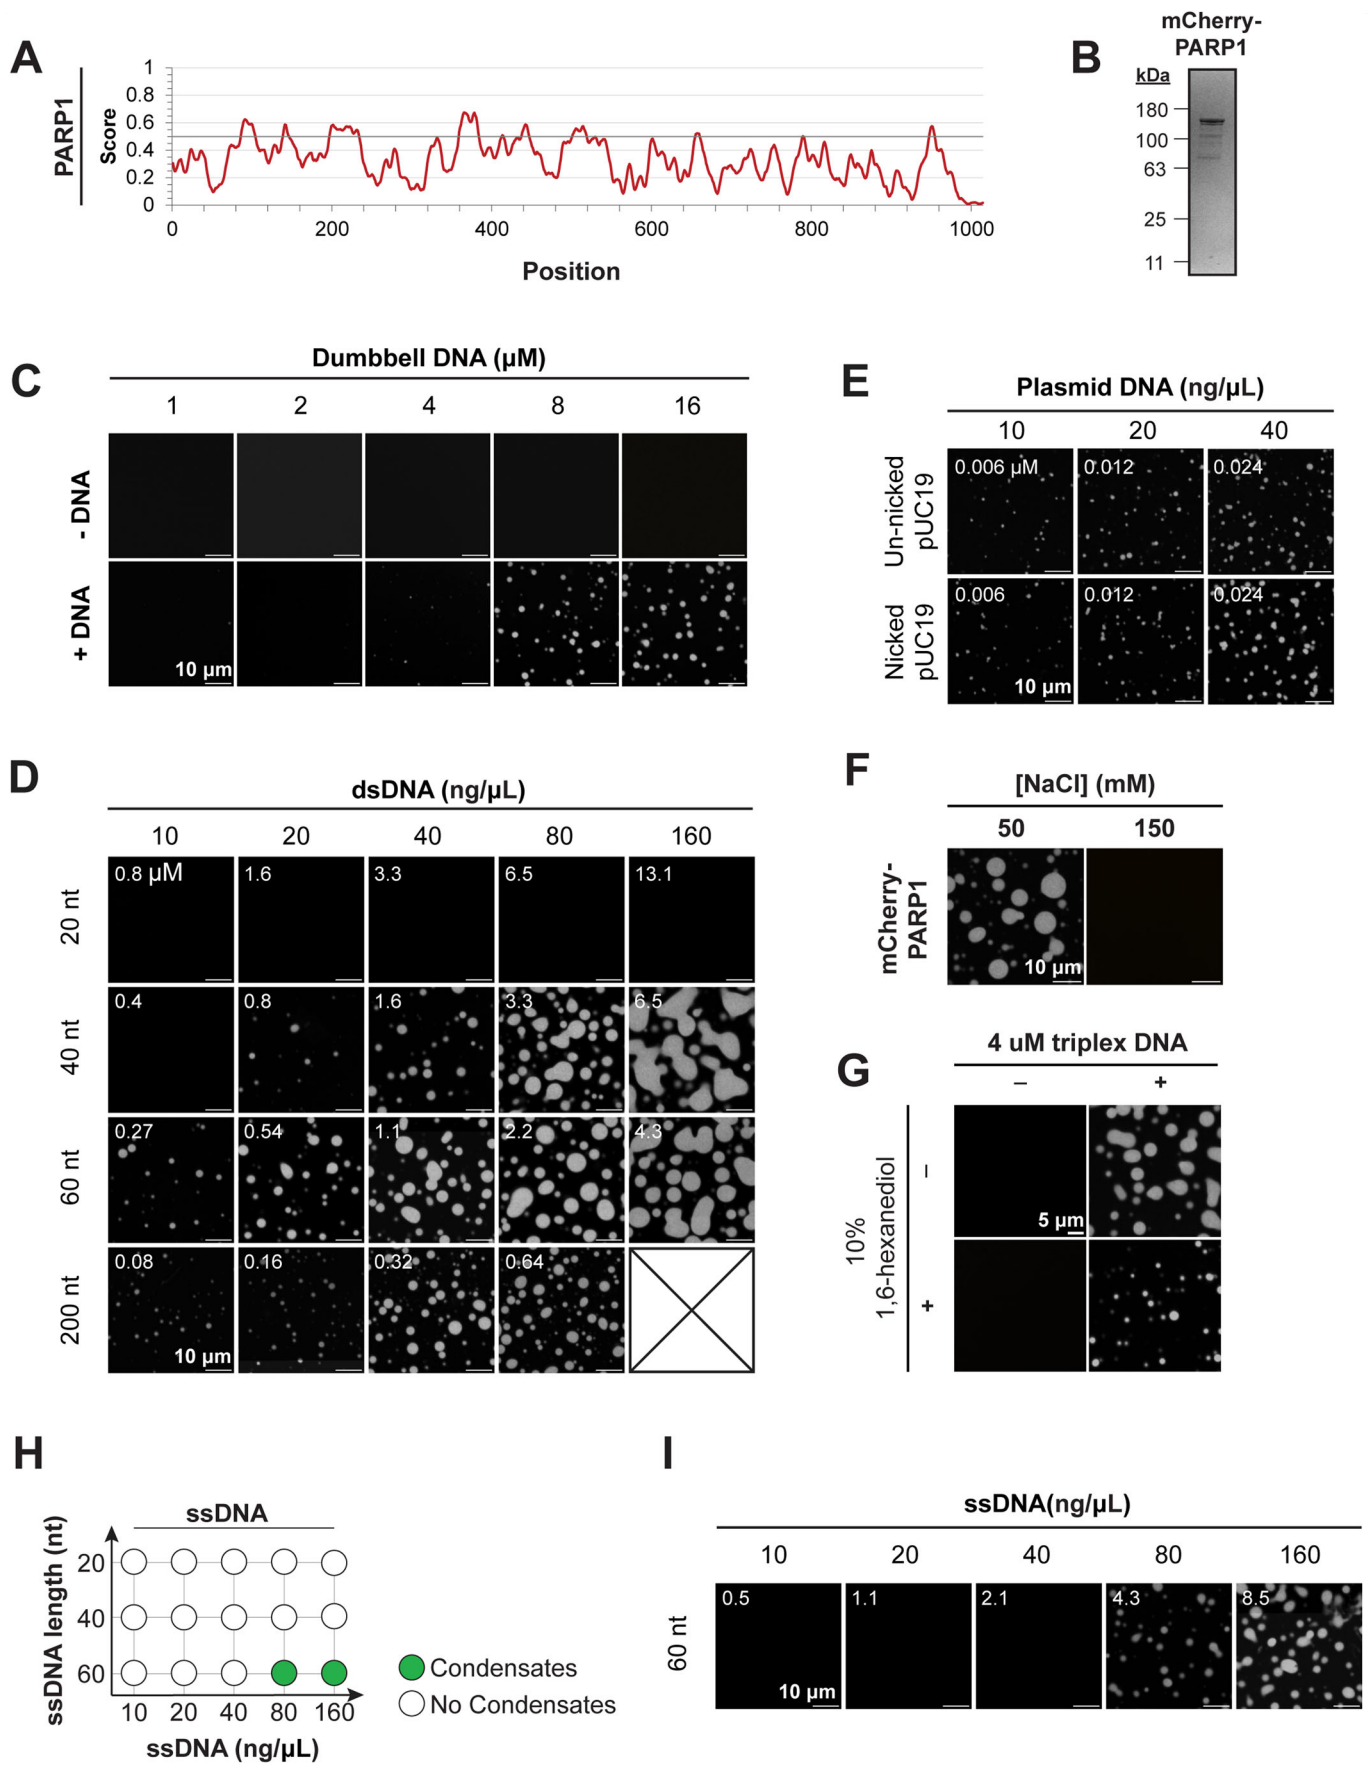 A
PARP1
Score
1
0.8
0.6
0.4
0.2
0
0
200
400
600
800
1000
Position
B
mCherry-
PARP1
kDa
180
100
63
25
11
C
Dumbbell DNA (µM)
1
2
4
8
16
- DNA
+ DNA
10 µm
E
Plasmid DNA (ng/µL)
10
20
40
Un-nicked
pUC19
0.006 µM
0.012
0.024
Nicked
pUC19
0.006
0.012
0.024
10 µm
D
dsDNA (ng/µL)
10
20
40
80
160
20 nt
0.8 µM
1.6
3.3
6.5
13.1
40 nt
0.4
0.8
1.6
3.3
6.5
60 nt
0.27
0.54
1.1
2.2
4.3
200 nt
0.08
0.16
0.32
0.64
10 µm
F
[NaCl] (mM)
50
150
mCherry-
PARP1
10 µm
G
4 uM triplex DNA
–
+
10%
1,6-hexanediol
–
+
5 µm
H
ssDNA
ssDNA length (nt)
20
40
60
10
20
40
80
160
ssDNA (ng/µL)
Condensates
No Condensates
I
ssDNA(ng/µL)
10
20
40
80
160
60 nt
0.5
1.1
2.1
4.3
8.5
10 µm